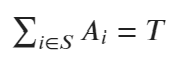 ∑_{i∈S} A_i = T